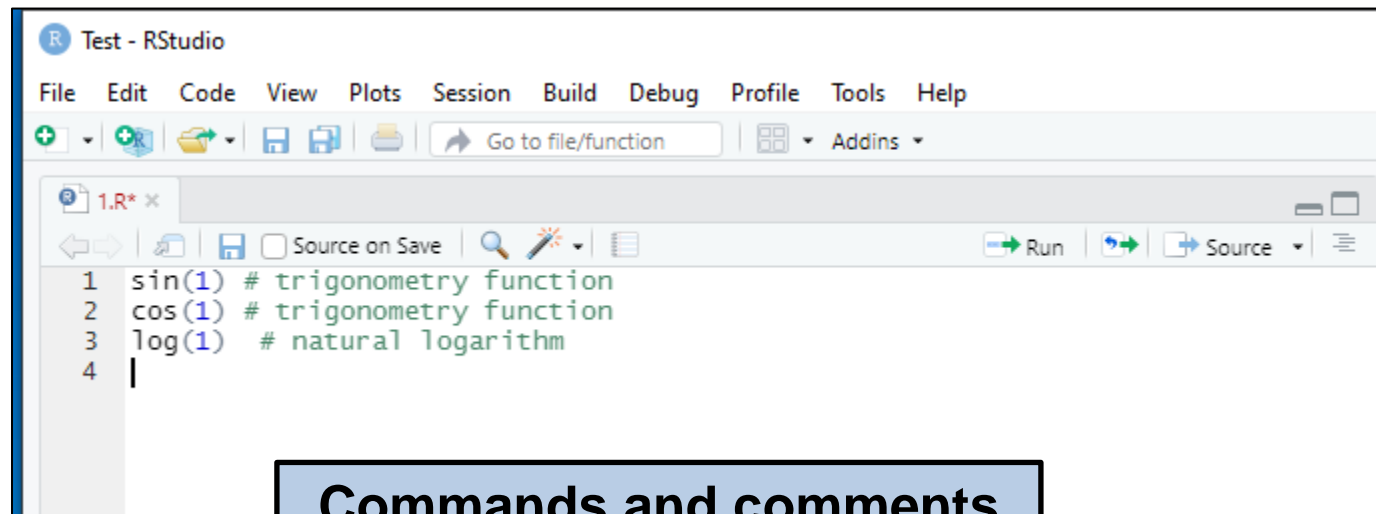 R Test - RStudio
File Edit Code View Plots Session Build Debug Profile Tools Help
Go to file/function Addins
1.R*
Source on Save Run Source
1 sin(1) # trigonometry function
2 cos(1) # trigonometry function
3 log(1)  # natural logarithm
4
Commands and comments